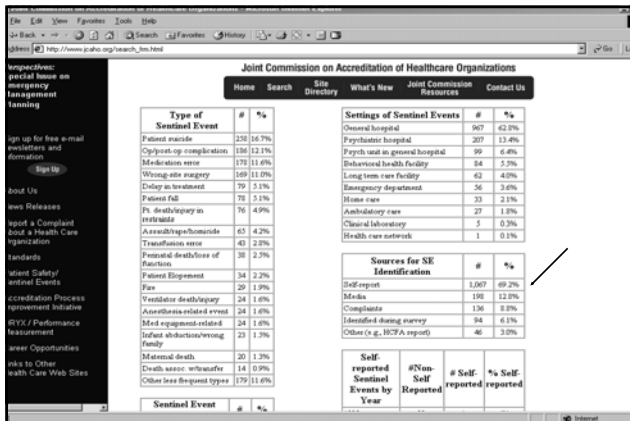 Joint Commission on Accreditation of Healthcare Organizations - Microsoft Internet Explorer
File Edit View Favorites Tools Help
Back Search Favorites History
Address http://www.jcaho.org/search_frm.html Go
Perspectives:
Special Issue on
Emergency
Management
Planning
Sign up for free e-mail
newsletters and
information
Sign Up
About Us
News Releases
Report a Complaint
About a Health Care
Organization
Standards
Patient Safety/
Sentinel Events
Accreditation Process
Improvement Initiative
ORYX / Performance
Measurement
Career Opportunities
Links to Other
Health Care Web Sites
Joint Commission on Accreditation of Healthcare Organizations
Home Search Site Directory What's New Joint Commission Resources Contact Us
Type of Sentinel Event # %
Patient suicide 258 16.7%
Op/post-op complication 186 12.1%
Medication error 178 11.6%
Wrong-site surgery 169 11.0%
Delay in treatment 79 5.1%
Patient fall 78 5.1%
Pt. death/injury in restraints 76 4.9%
Assault/rape/homicide 65 4.2%
Transfusion error 43 2.8%
Perinatal death/loss of function 38 2.5%
Patient Elopement 34 2.2%
Fire 29 1.9%
Ventilator death/injury 24 1.6%
Anesthesia-related event 24 1.6%
Med equipment-related 24 1.6%
Infant abduction/wrong family 23 1.5%
Maternal death 20 1.3%
Death assoc. w/transfer 14 0.9%
Other less frequent types 179 11.6%
Sentinel Event # %
Settings of Sentinel Events # %
General hospital 967 62.8%
Psychiatric hospital 207 13.4%
Psych unit in general hospital 99 6.4%
Behavioral health facility 84 5.5%
Long term care facility 62 4.0%
Emergency department 56 3.6%
Home care 33 2.1%
Ambulatory care 27 1.8%
Clinical laboratory 5 0.3%
Health care network 1 0.1%
Sources for SE Identification # %
Self-report 1,067 69.2%
Media 198 12.8%
Complaints 136 8.8%
Identified during survey 94 6.1%
Other (e.g., HCFA report) 46 3.0%
Self-reported Sentinel Events by Year #Non-Self Reported # Self-reported % Self-reported
Internet